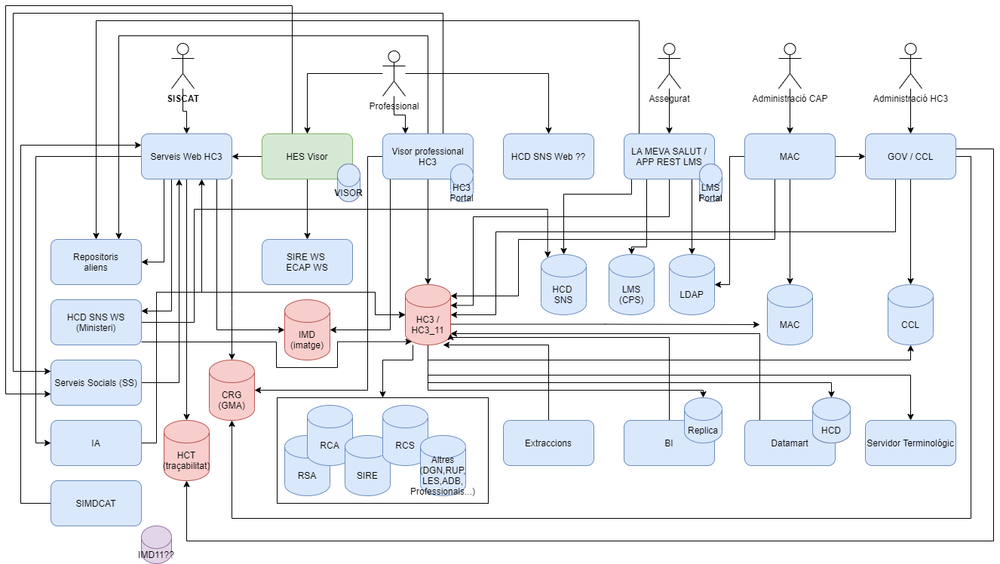 SISCAT
Professional
Assegurat
Administració CAP
Administració HC3
Serveis Web HC3
HES Visor
VISOR
Visor professional
HC3
HC3
Portal
HCD SNS Web ??
LA MEVA SALUT /
APP REST LMS
LMS
Portal
MAC
GOV / CCL
Repositoris
aliens
SIRE WS
ECAP WS
HCD
SNS
LMS
(CPS)
LDAP
HCD SNS WS
(Ministeri)
IMD
(imatge)
HC3 /
HC3_11
MAC
CCL
Serveis Socials (SS)
CRG
(GMA)
IA
HCT
(traçabilitat)
RCA
RCS
RSA
SIRE
Altres
(DGN,RUP,
LES,ADB,
Professionals...)
Extraccions
BI
Replica
Datamart
HCD
Servidor Terminològic
SIMDCAT
IMD11??